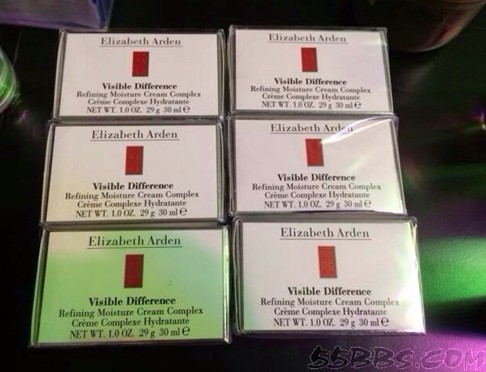 Elizabeth Arden
Visible Difference
Refining Moisture Cream Complex
Crème Complexe Hydratante
NET WT. 1.0 OZ. 29 g 30 ml ℮
Elizabeth Arden
Visible Difference
Refining Moisture Cream Complex
Crème Complexe Hydratante
NET WT. 1.0 OZ. 29 g 30 ml ℮
Elizabeth Arden
Visible Difference
Refining Moisture Cream Complex
Crème Complexe Hydratante
NET WT. 1.0 OZ. 29 g 30 ml ℮
Elizabeth Arden
Visible Difference
Refining Moisture Cream Complex
Crème Complexe Hydratante
NET WT. 1.0 OZ. 29 g 30 ml ℮
Elizabeth Arden
Visible Difference
Refining Moisture Cream Complex
Crème Complexe Hydratante
NET WT. 1.0 OZ. 29 g 30 ml ℮
Elizabeth Arden
Visible Difference
Refining Moisture Cream Complex
Crème Complexe Hydratante
NET WT. 1.0 OZ. 29 g 30 ml ℮
55BBS.COM